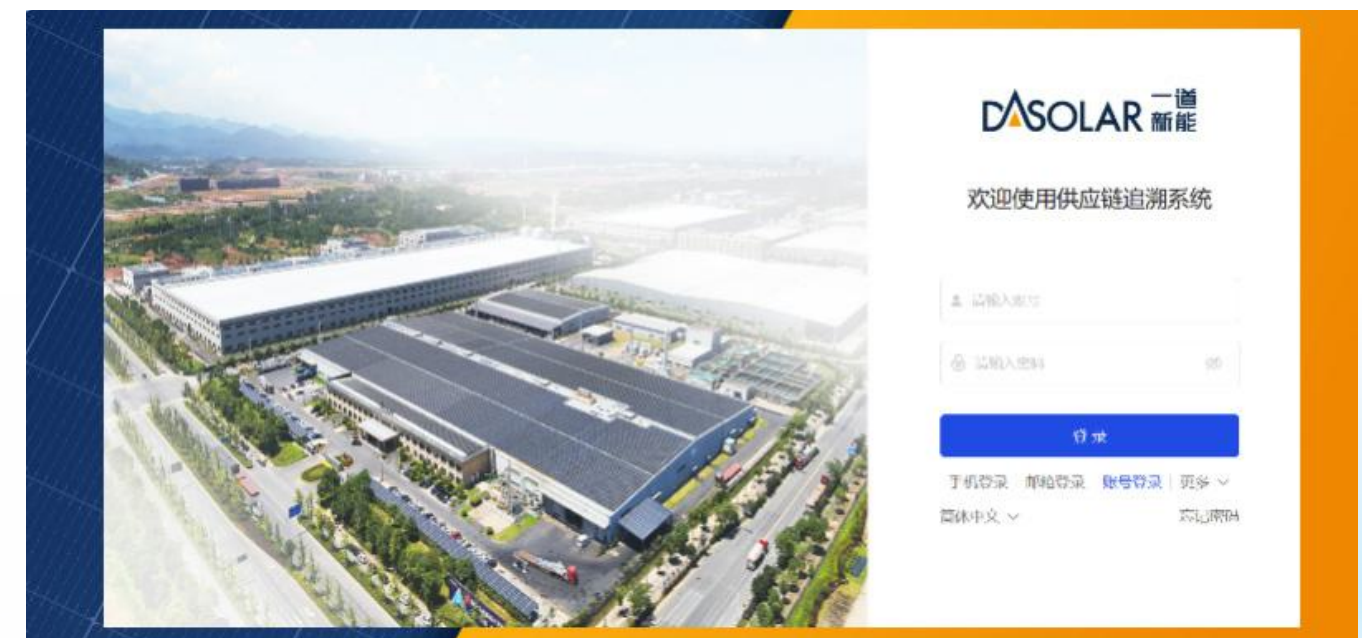 DASOLAR 一道新能
欢迎使用供应链追溯系统
请输入账号
请输入密码
登录
手机登录 邮箱登录 账号登录 更多
简体中文 忘记密码